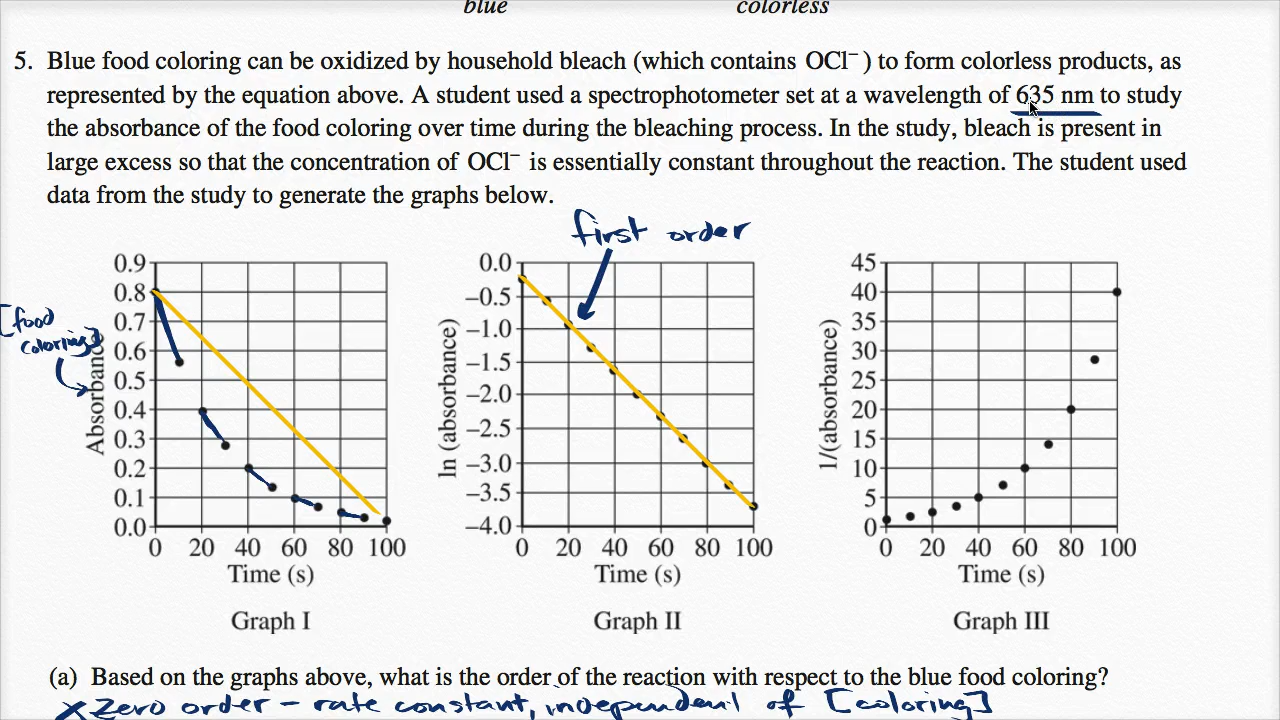 blue colorless
5. Blue food coloring can be oxidized by household bleach (which contains OCl⁻) to form colorless products, as
represented by the equation above. A student used a spectrophotometer set at a wavelength of 635 nm to study
the absorbance of the food coloring over time during the bleaching process. In the study, bleach is present in
large excess so that the concentration of OCl⁻ is essentially constant throughout the reaction. The student used
data from the study to generate the graphs below.
first order
[food
coloring]
Absorbance
0.9
0.8
0.7
0.6
0.5
0.4
0.3
0.2
0.1
0.0
0 20 40 60 80 100
Time (s)
Graph I
ln (absorbance)
0.0
−0.5
−1.0
−1.5
−2.0
−2.5
−3.0
−3.5
−4.0
0 20 40 60 80 100
Time (s)
Graph II
1/(absorbance)
45
40
35
30
25
20
15
10
5
0
0 20 40 60 80 100
Time (s)
Graph III
(a) Based on the graphs above, what is the order of the reaction with respect to the blue food coloring?
x zero order - rate constant, independent of [coloring]